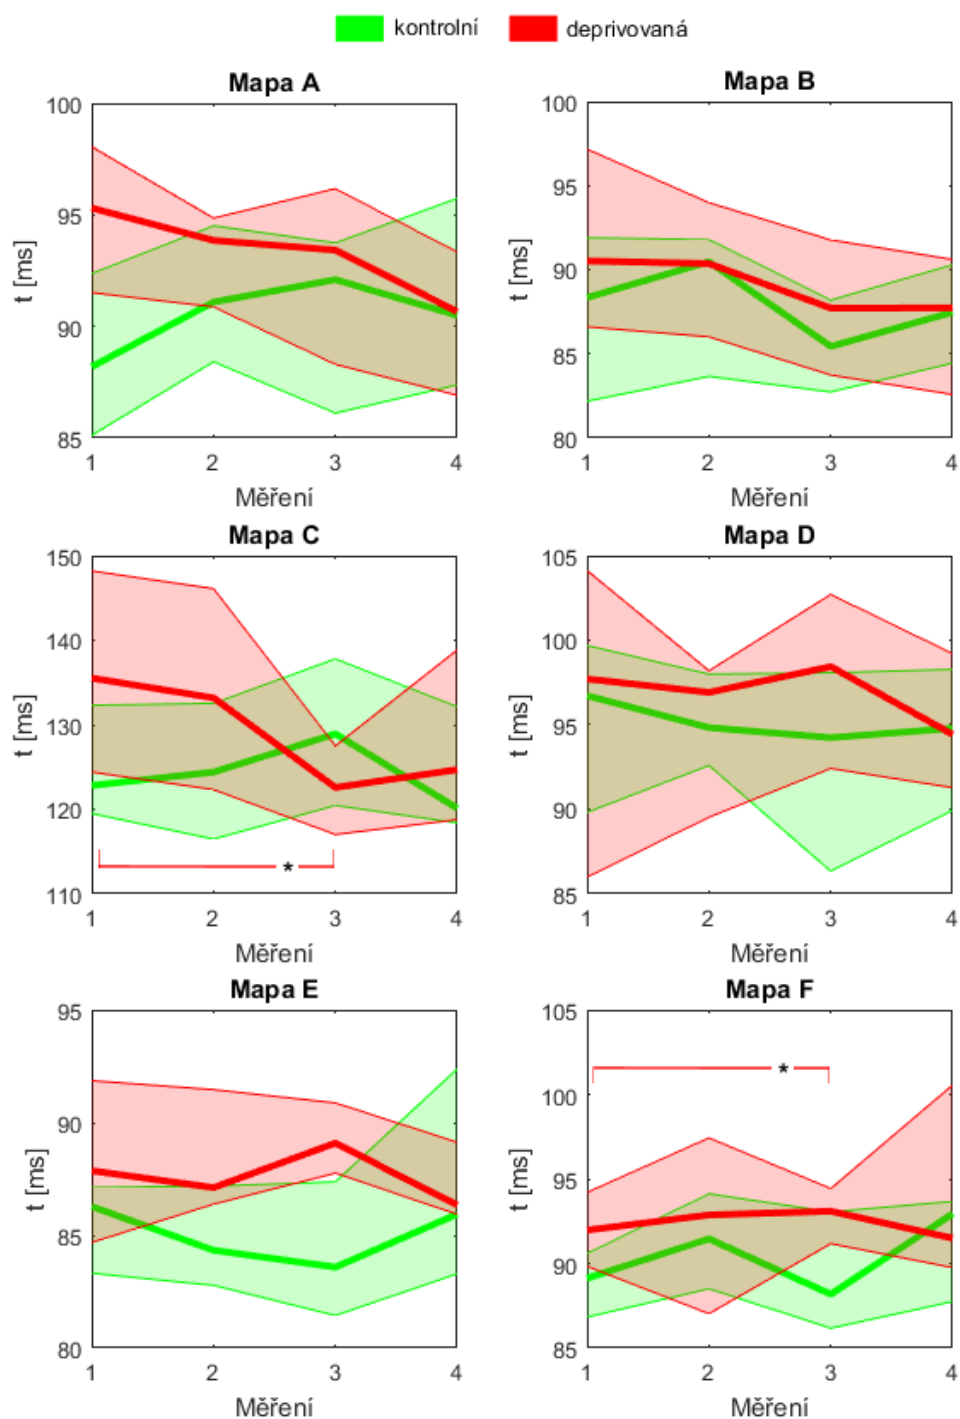 kontrolní deprivovaná
Mapa A
100
95
90
85
t [ms]
1 2 3 4
Měření
Mapa B
100
95
90
85
80
t [ms]
1 2 3 4
Měření
Mapa C
150
140
130
120
110
t [ms]
*
1 2 3 4
Měření
Mapa D
105
100
95
90
85
t [ms]
1 2 3 4
Měření
Mapa E
95
90
85
80
t [ms]
1 2 3 4
Měření
Mapa F
105
100
95
90
85
t [ms]
*
1 2 3 4
Měření